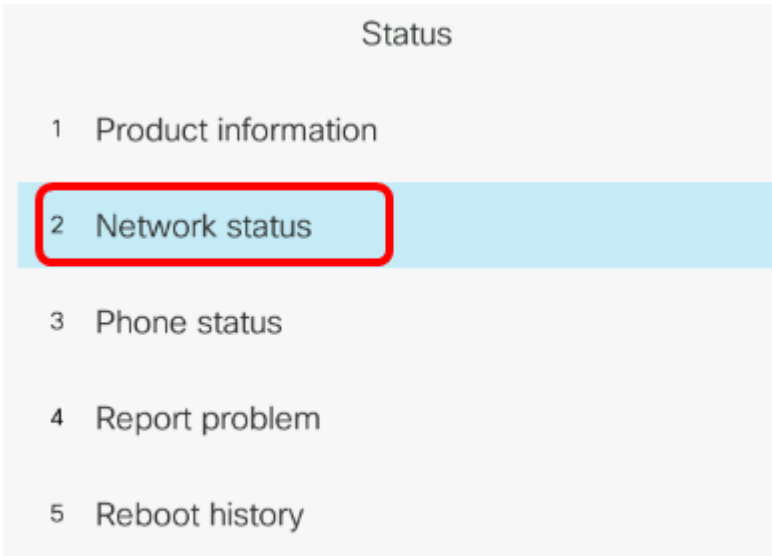 Status
1 Product information
2 Network status
3 Phone status
4 Report problem
5 Reboot history